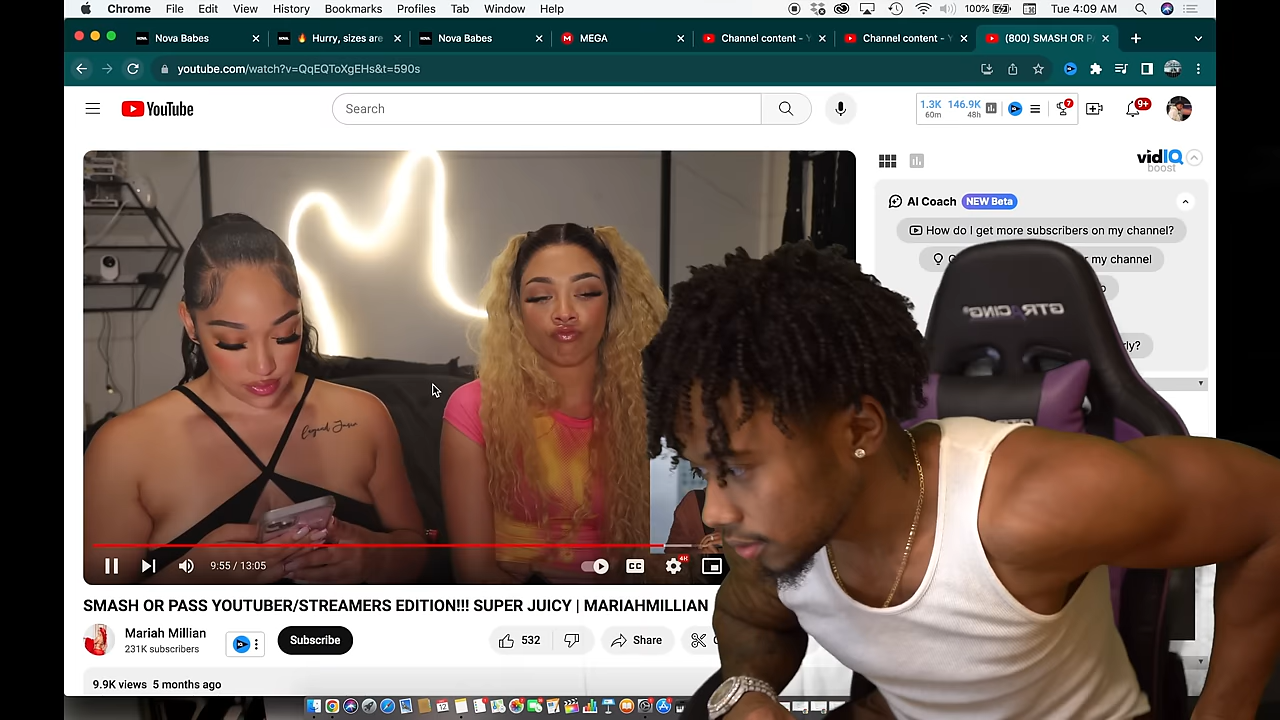 Chrome File Edit View History Bookmarks Profiles Tab Window Help 100% Tue 4:09 AM
Nova Babes 🔥 Hurry, sizes are Nova Babes MEGA Channel content - Channel content - (800) SMASH OR P
youtube.com/watch?v=QqEQToXgEHs&t=590s
YouTube Search 1.3K 60m 146.9K 48h 7 9+
vidIQ
boost
AI Coach NEW Beta
How do I get more subscribers on my channel?
my channel
GTRACING
9:55 / 13:05 CC 4K
SMASH OR PASS YOUTUBER/STREAMERS EDITION!!! SUPER JUICY | MARIAHMILLIAN
Mariah Millian
231K subscribers
Subscribe 532 Share
9.9K views 5 months ago